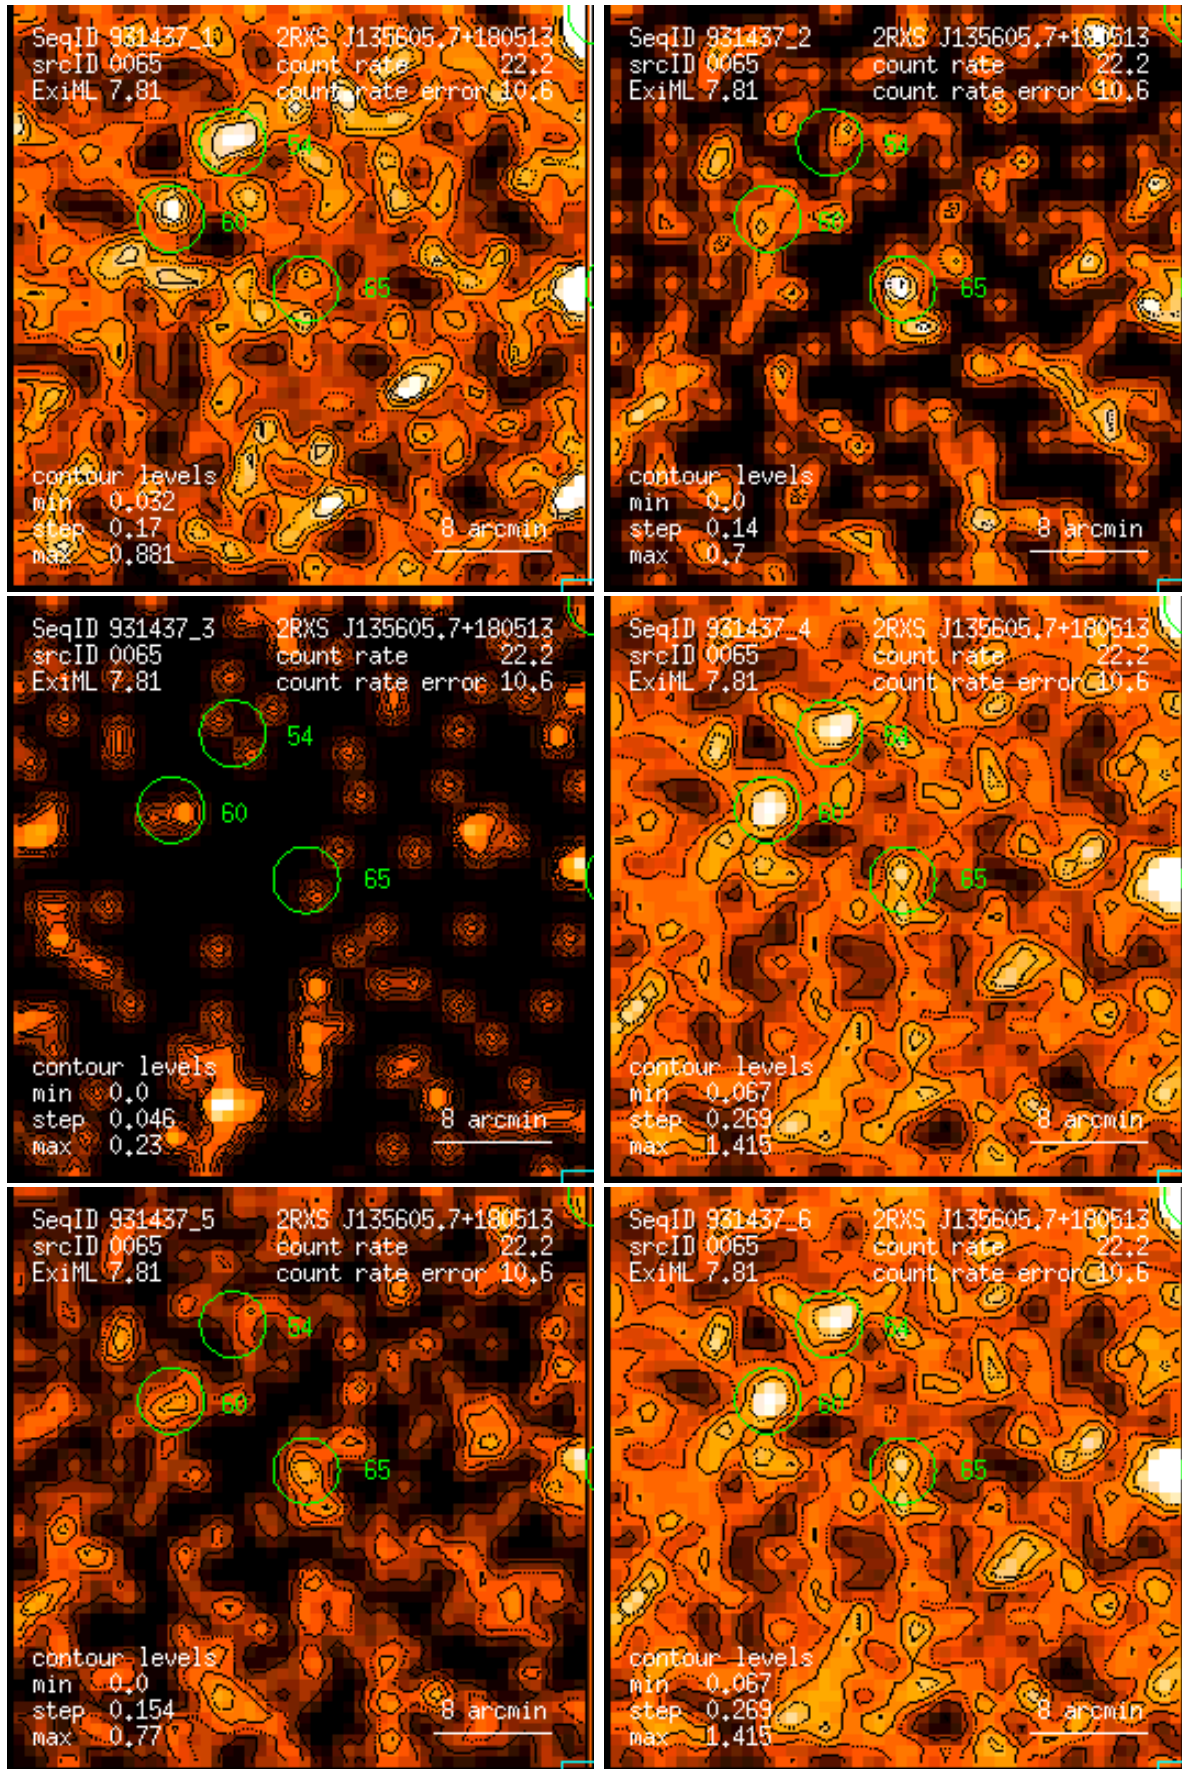 SeqID 931437_1 2RXS J135605.7+180513
srcID 0065 count rate 22.2
ExiML 7.81 count rate error 10.6
54
60
65
contour levels
min 0.032
step 0.17 8 arcmin
max 0.881
SeqID 931437_2 2RXS J135605.7+180513
srcID 0065 count rate 22.2
ExiML 7.81 count rate error 10.6
54
60
65
contour levels
min 0.0
step 0.14 8 arcmin
max 0.7
SeqID 931437_3 2RXS J135605.7+180513
srcID 0065 count rate 22.2
ExiML 7.81 count rate error 10.6
54
60
65
contour levels
min 0.0
step 0.046 8 arcmin
max 0.23
SeqID 931437_4 2RXS J135605.7+180513
srcID 0065 count rate 22.2
ExiML 7.81 count rate error 10.6
54
60
65
contour levels
min 0.067
step 0.269 8 arcmin
max 1.415
SeqID 931437_5 2RXS J135605.7+180513
srcID 0065 count rate 22.2
ExiML 7.81 count rate error 10.6
54
60
65
contour levels
min 0.0
step 0.154 8 arcmin
max 0.77
SeqID 931437_6 2RXS J135605.7+180513
srcID 0065 count rate 22.2
ExiML 7.81 count rate error 10.6
54
60
65
contour levels
min 0.067
step 0.269 8 arcmin
max 1.415